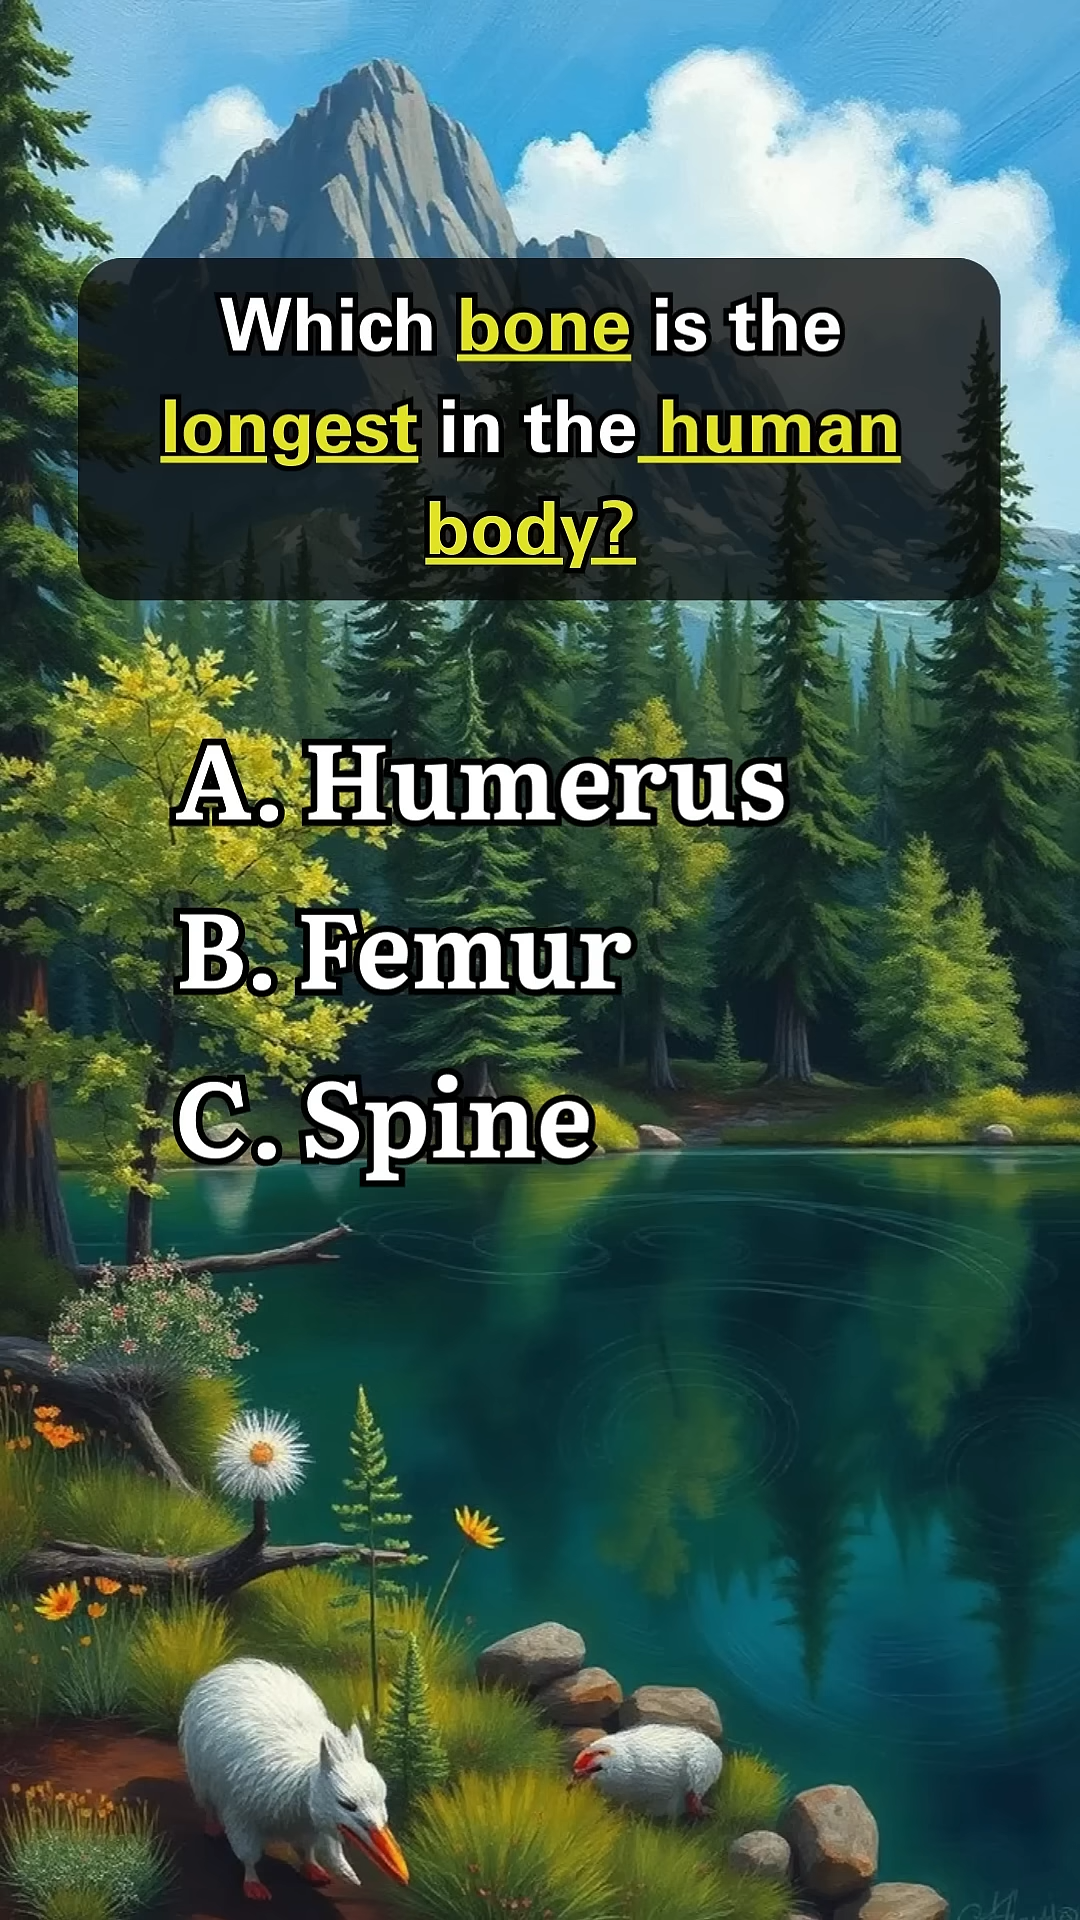 Which bone is the
longest in the human
body?
A. Humerus
B. Femur
C. Spine